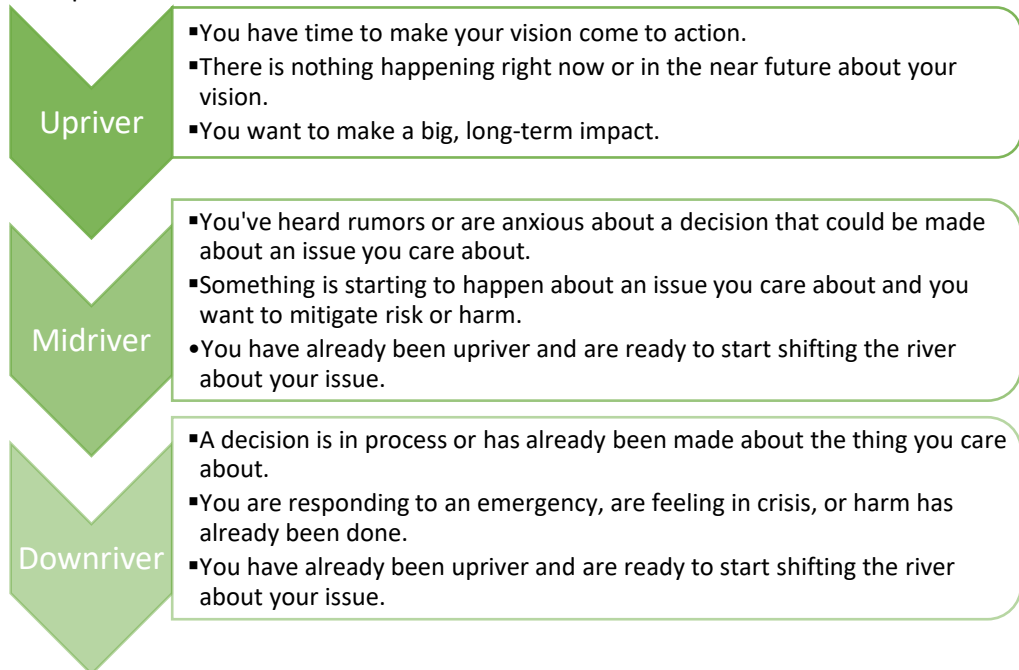 Upriver
▪You have time to make your vision come to action.
▪There is nothing happening right now or in the near future about your
vision.
▪You want to make a big, long-term impact.
Midriver
▪You've heard rumors or are anxious about a decision that could be made
about an issue you care about.
▪Something is starting to happen about an issue you care about and you
want to mitigate risk or harm.
•You have already been upriver and are ready to start shifting the river
about your issue.
Downriver
▪A decision is in process or has already been made about the thing you care
about.
▪You are responding to an emergency, are feeling in crisis, or harm has
already been done.
▪You have already been upriver and are ready to start shifting the river
about your issue.